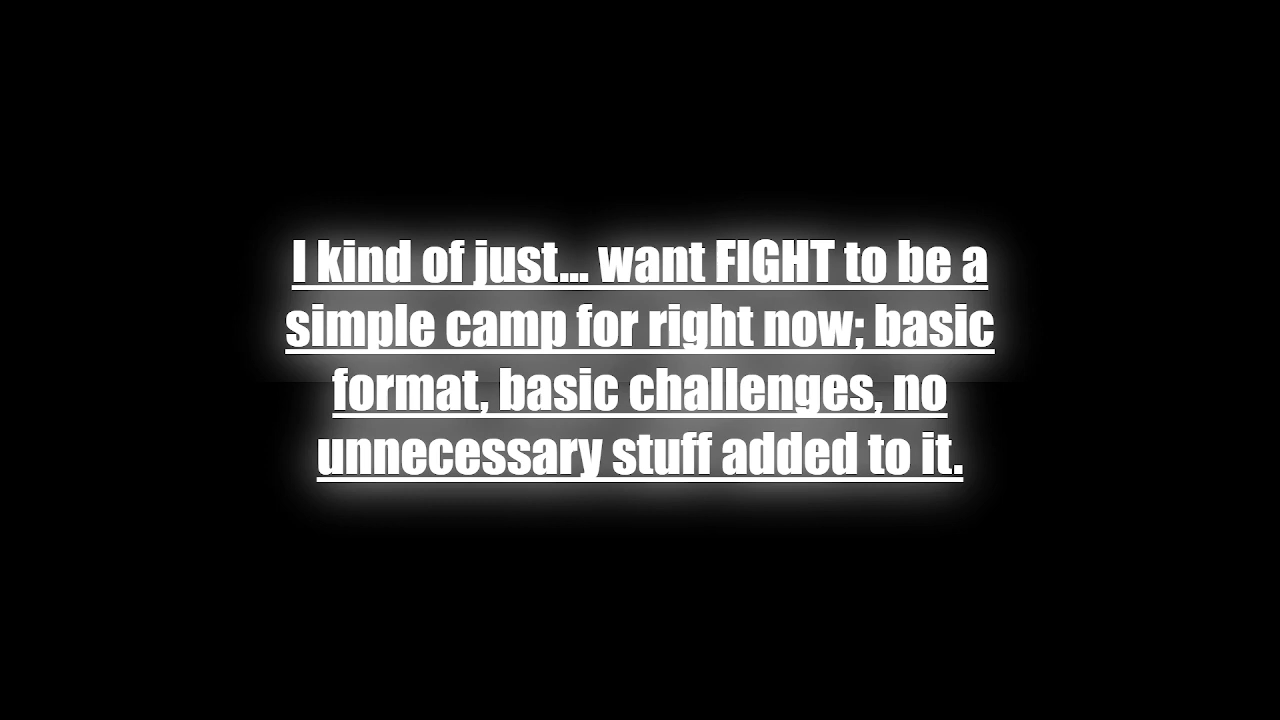 I kind of just... want FIGHT to be a
simple camp for right now; basic
format, basic challenges, no
unnecessary stuff added to it.